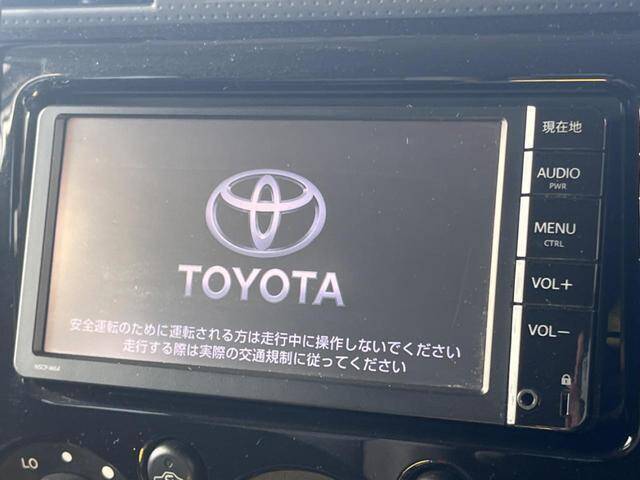 現在地
AUDIO
PWR
MENU
CTRL
VOL+
VOL−
TOYOTA
安全運転のために運転される方は走行中に操作しないでください
走行する際は実際の交通規制に従ってください
NSCP-W64
LO